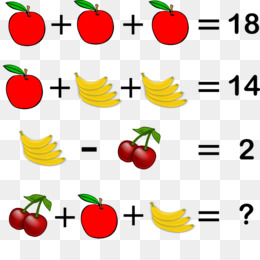 + + = 18
+ + = 14
- = 2
+ + = ?